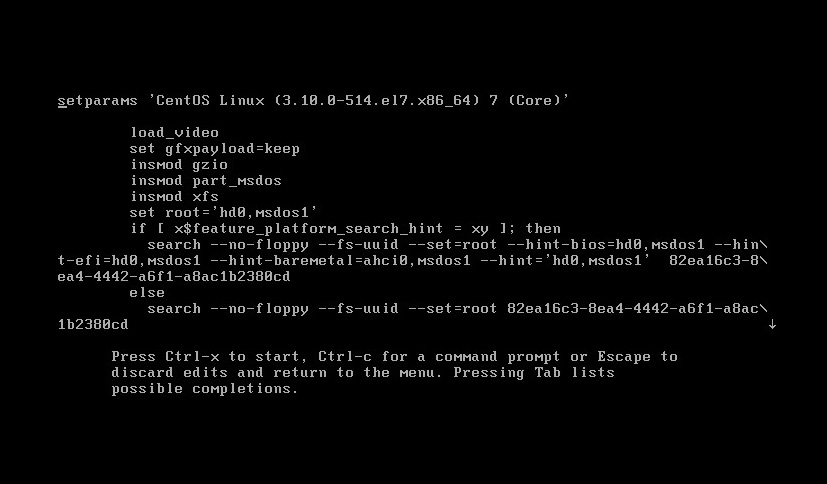 setparams 'CentOS Linux (3.10.0-514.el7.x86_64) 7 (Core)'
load_video
set gfxpayload=keep
insmod gzio
insmod part_msdos
insmod xfs
set root='hd0,msdos1'
if [ x$feature_platform_search_hint = xy ]; then
search --no-floppy --fs-uuid --set=root --hint-bios=hd0,msdos1 --hin\
t-efi=hd0,msdos1 --hint-baremetal=ahci0,msdos1 --hint='hd0,msdos1'  82ea16c3-8\
ea4-4442-a6f1-a8ac1b2380cd
else
search --no-floppy --fs-uuid --set=root 82ea16c3-8ea4-4442-a6f1-a8ac\
1b2380cd ↓
Press Ctrl-x to start, Ctrl-c for a command prompt or Escape to
discard edits and return to the menu. Pressing Tab lists
possible completions.